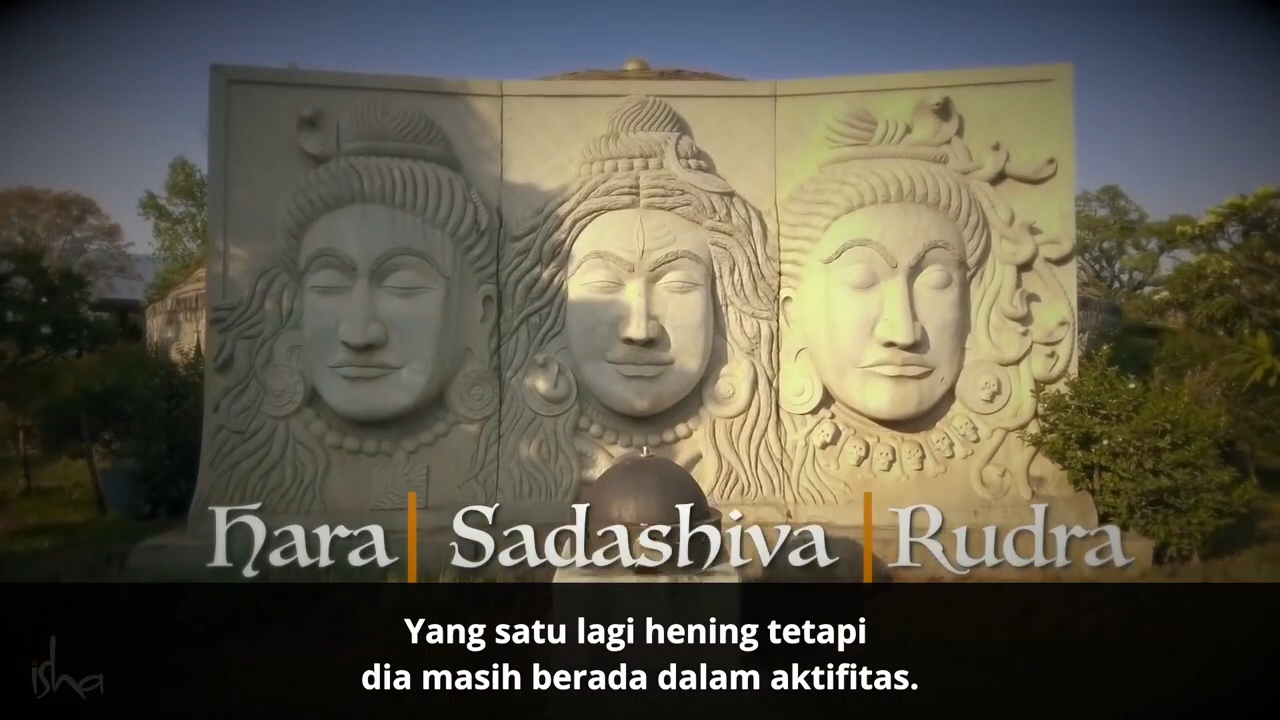 Hara | Sadashiva | Rudra
Yang satu lagi hening tetapi
dia masih berada dalam aktifitas.
isha